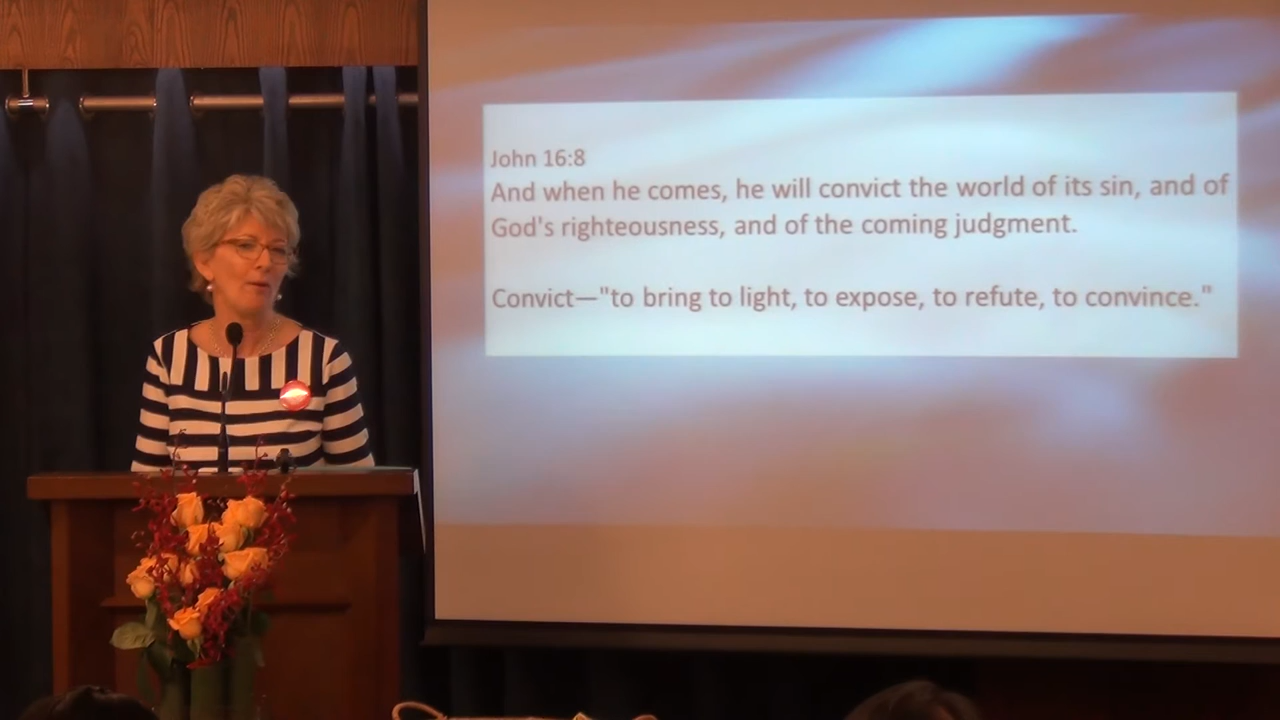 John 16:8
And when he comes, he will convict the world of its sin, and of
God's righteousness, and of the coming judgment.
Convict—"to bring to light, to expose, to refute, to convince."